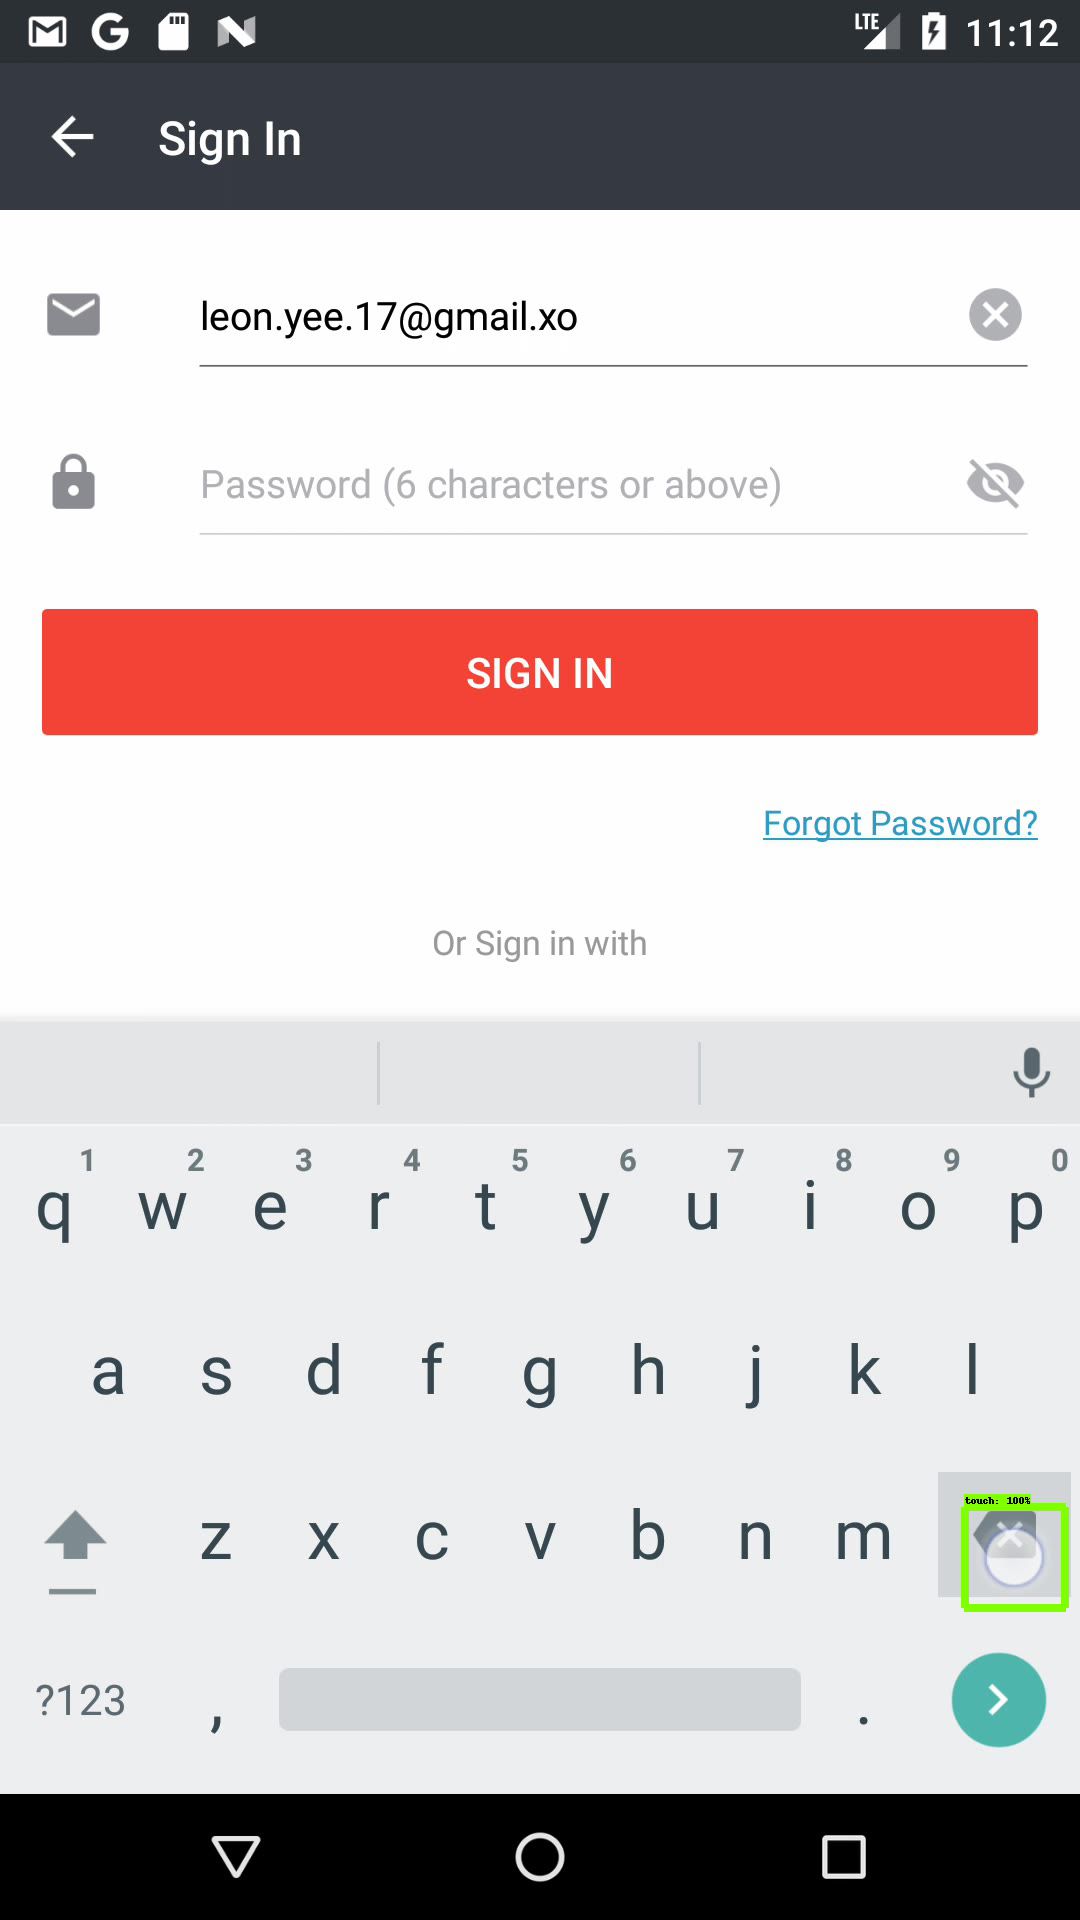 LTE 11:12
Sign In
leon.yee.17@gmail.xo
Password (6 characters or above)
SIGN IN
Forgot Password?
Or Sign in with
1 2 3 4 5 6 7 8 9 0
q w e r t y u i o p
a s d f g h j k l
touch: 100%
z x c v b n m
?123 , .